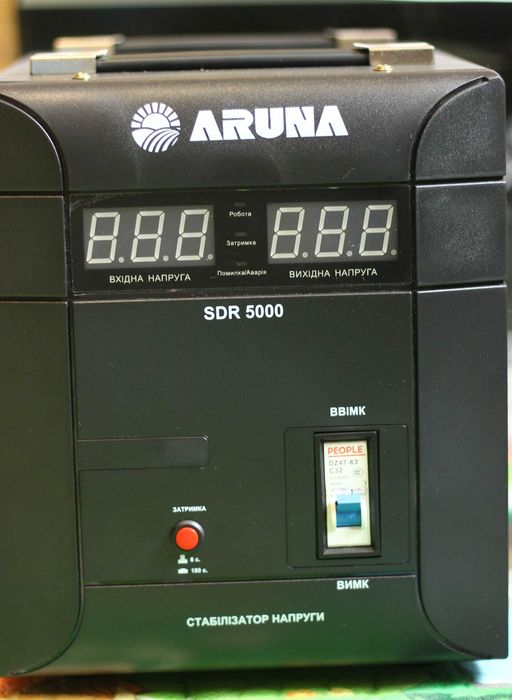 ARUNA
8.8.8.
8.8.8.
Робота
Затримка
Помилка/Аварія
ВХІДНА НАПРУГА
ВИХІДНА НАПРУГА
SDR 5000
ВВІМК
PEOPLE
DZ47-63
C32
ЗАТРИМКА
6 с.
180 с.
ВИМК
СТАБІЛІЗАТОР НАПРУГИ